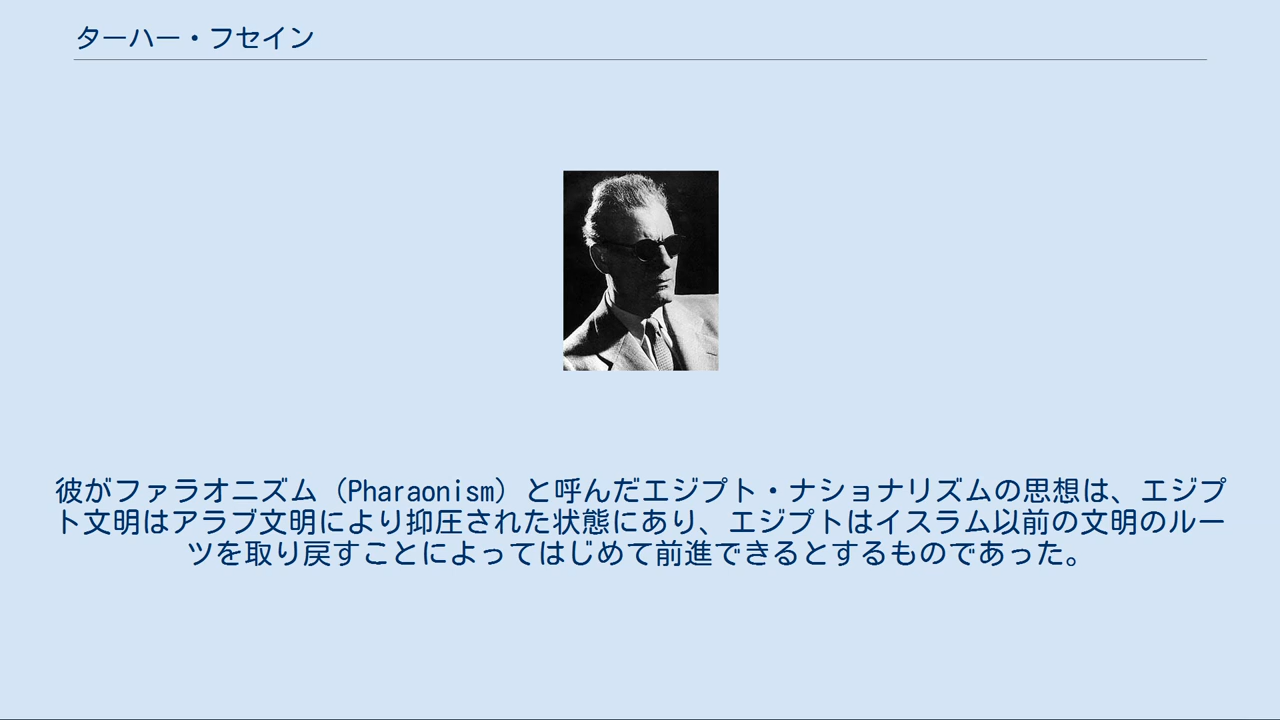 ターハー・フセイン
彼がファラオニズム（Pharaonism）と呼んだエジプト・ナショナリズムの思想は、エジプ
ト文明はアラブ文明により抑圧された状態にあり、エジプトはイスラム以前の文明のルー
ツを取り戻すことによってはじめて前進できるとするものであった。